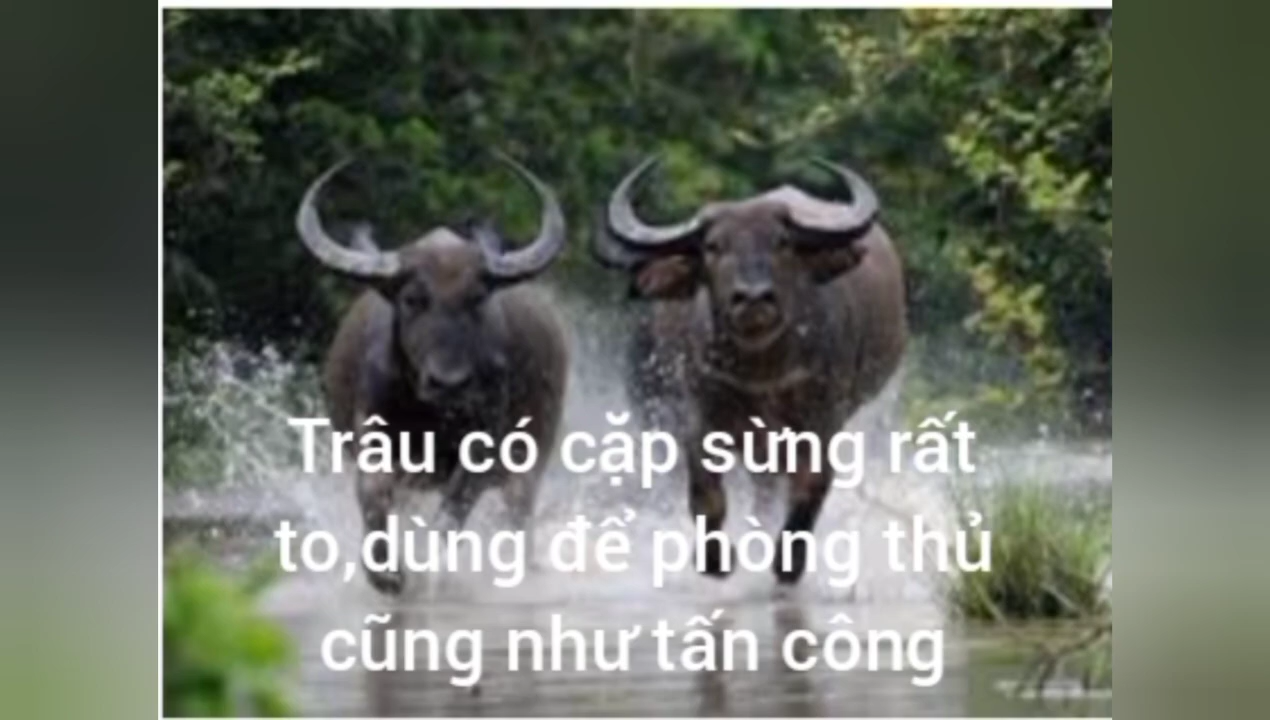 Trâu có cặp sừng rất
to,dùng để phòng thủ
cũng như tấn công